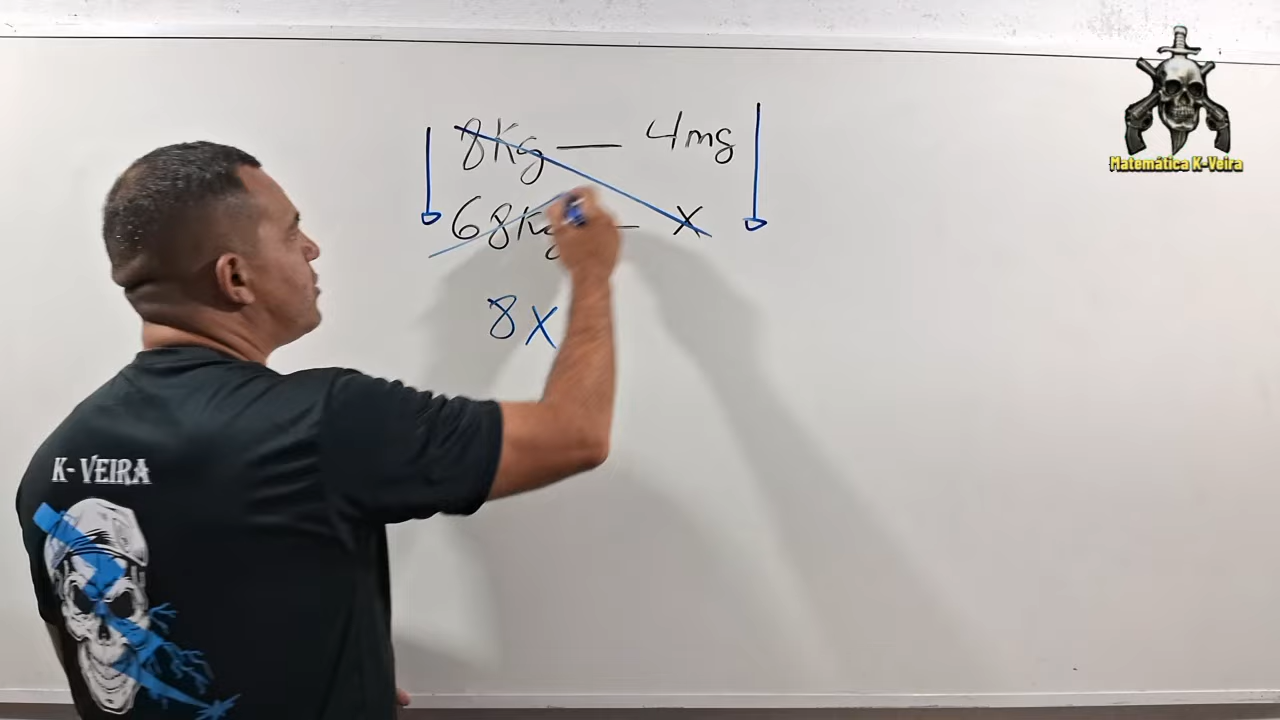 8Kg — 4mg
68Kg — x
8x
K-VEIRA
Matemática K-Veira